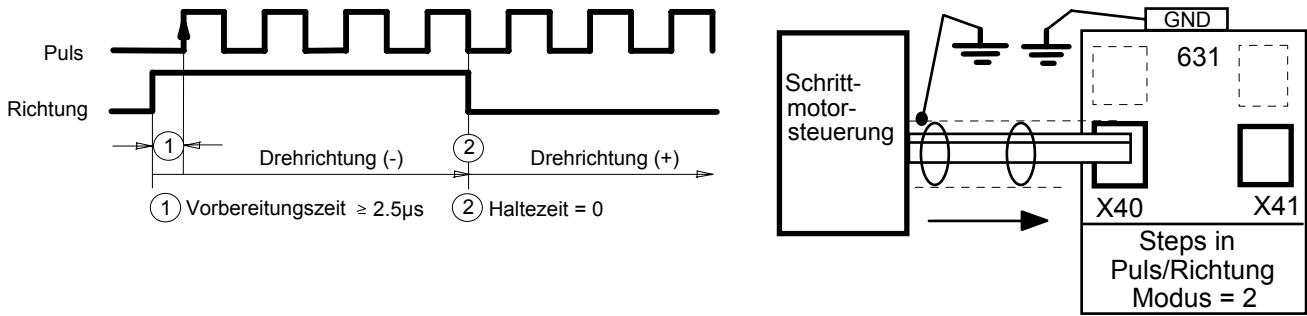 Puls
Richtung
1
2
Drehrichtung (-)
Drehrichtung (+)
1 Vorbereitungszeit ≥ 2.5µs
2 Haltezeit = 0
GND
631
Schritt-
motor-
steuerung
X40
X41
Steps in
Puls/Richtung
Modus = 2